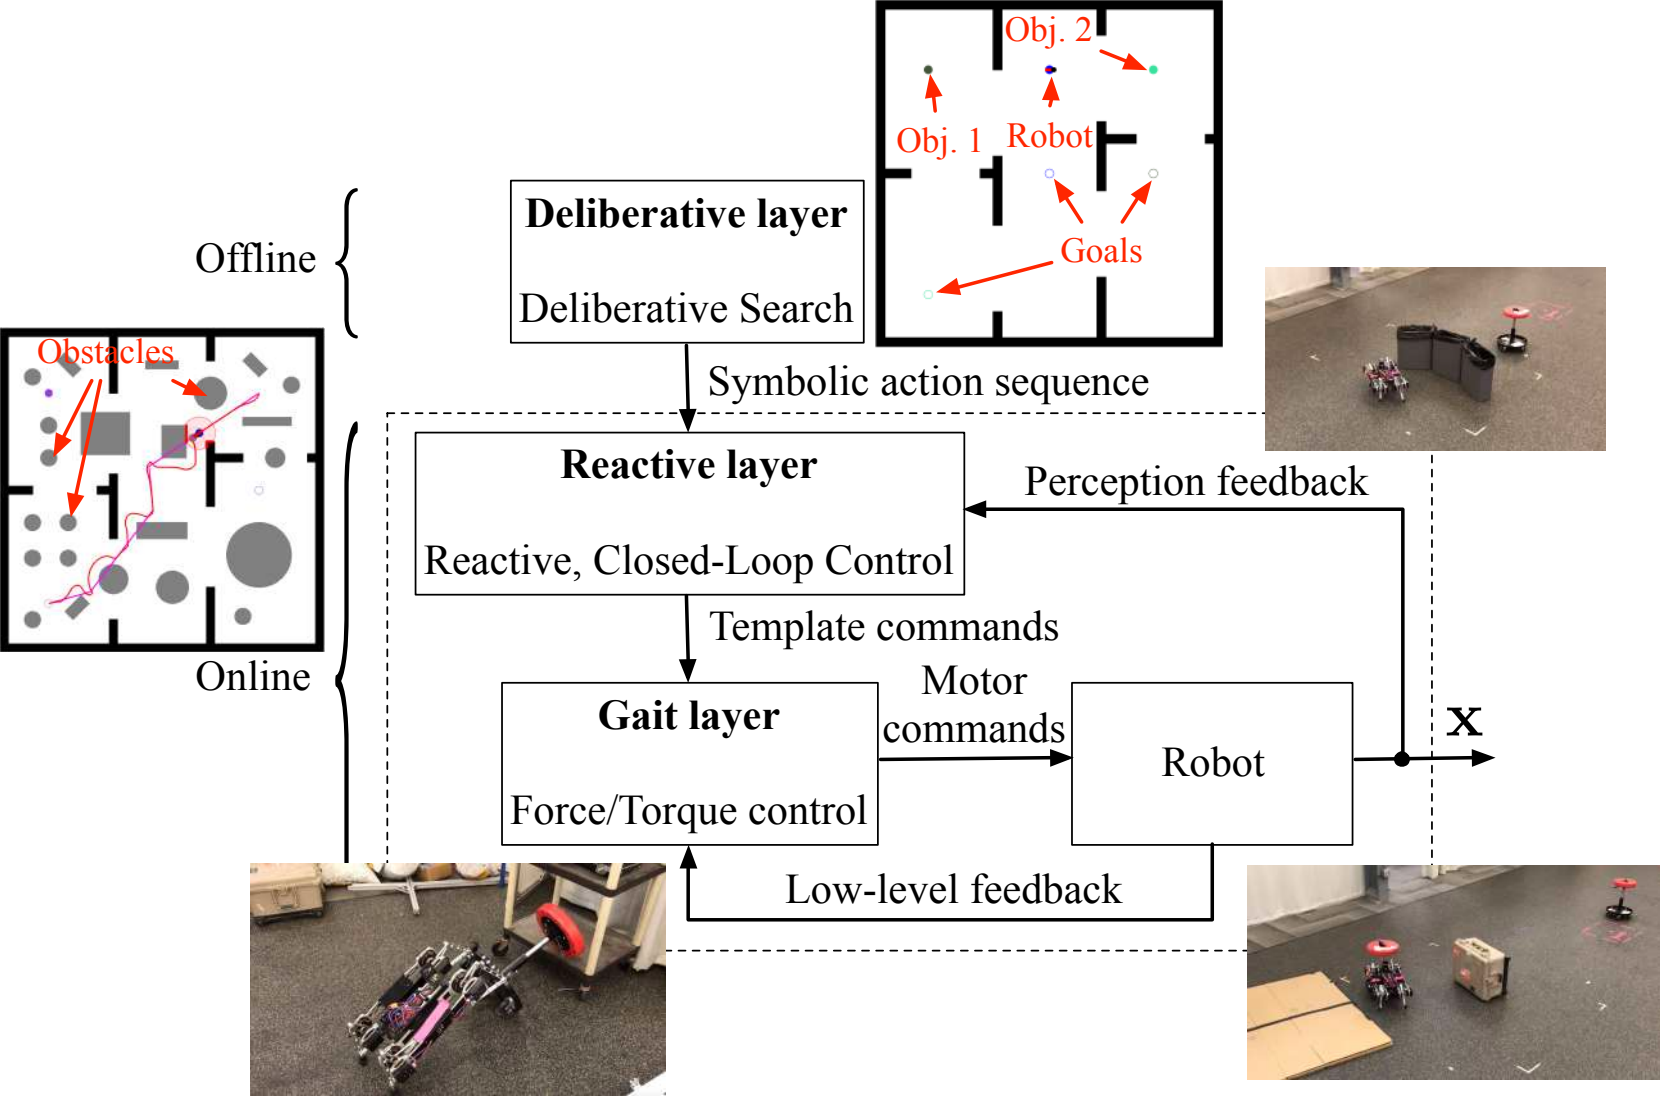 Obj. 2
Obj. 1
Robot
Goals
Deliberative layer
Deliberative Search
Offline
Obstacles
Symbolic action sequence
Reactive layer
Reactive, Closed-Loop Control
Perception feedback
Template commands
Online
Gait layer
Force/Torque control
Motor
commands
Robot
x
Low-level feedback